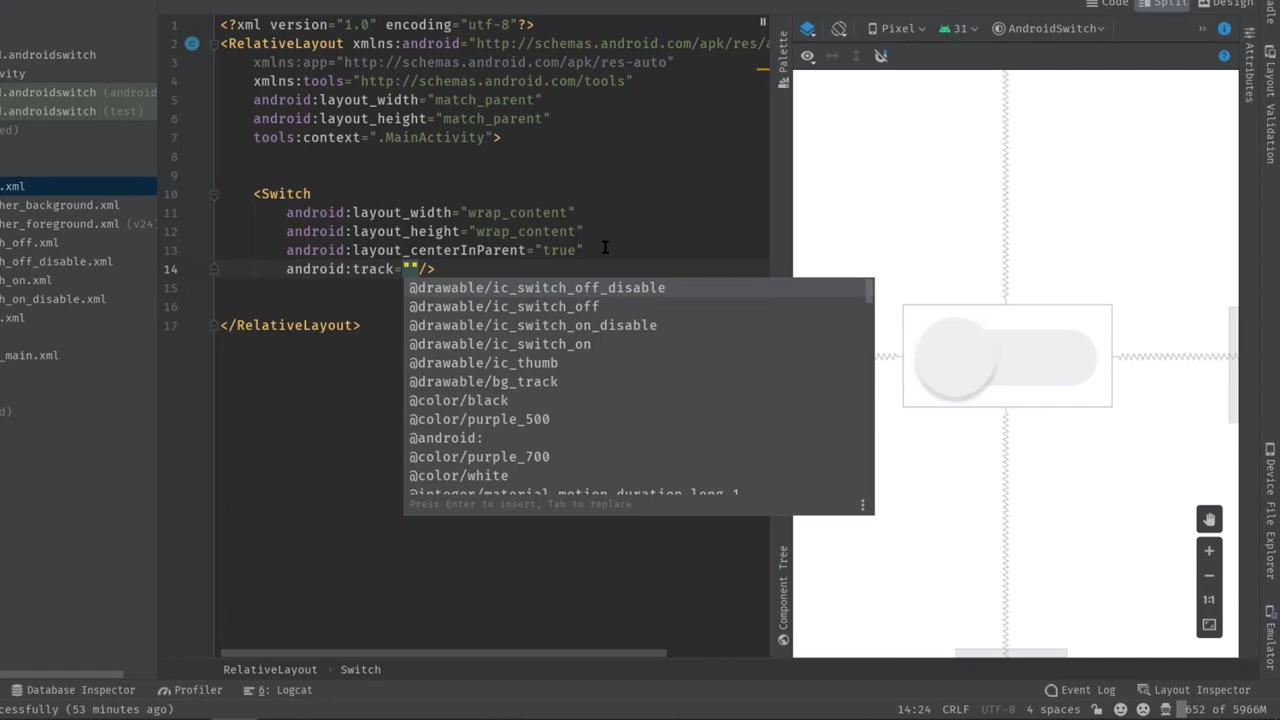 Code Split Design
1 <?xml version="1.0" encoding="utf-8"?>
2 <RelativeLayout xmlns:android="http://schemas.android.com/apk/res/a
3 xmlns:app="http://schemas.android.com/apk/res-auto"
4 xmlns:tools="http://schemas.android.com/tools"
5 android:layout_width="match_parent"
6 android:layout_height="match_parent"
7 tools:context=".MainActivity">
8
9
10 <Switch
11 android:layout_width="wrap_content"
12 android:layout_height="wrap_content"
13 android:layout_centerInParent="true"
14 android:track=""/>
15
16
17 </RelativeLayout>
@drawable/ic_switch_off_disable
@drawable/ic_switch_off
@drawable/ic_switch_on_disable
@drawable/ic_switch_on
@drawable/ic_thumb
@drawable/bg_track
@color/black
@color/purple_500
@android:
@color/purple_700
@color/white
@integer/material_motion_duration_long_1
Press Enter to insert, Tab to replace
l.androidswitch
vity
l.androidswitch (android
l.androidswitch (test)
ed)
.xml
her_background.xml
her_foreground.xml (v24)
h_off.xml
h_off_disable.xml
h_on.xml
h_on_disable.xml
.xml
_main.xml
d)
Palette
Component Tree
Pixel 31 AndroidSwitch
1:1
Attributes
Layout Validation
Device File Explorer
Emulator
RelativeLayout › Switch
Database Inspector Profiler 6: Logcat Event Log Layout Inspector
ccessfully (53 minutes ago) 14:24 CRLF UTF-8 4 spaces 652 of 5966M